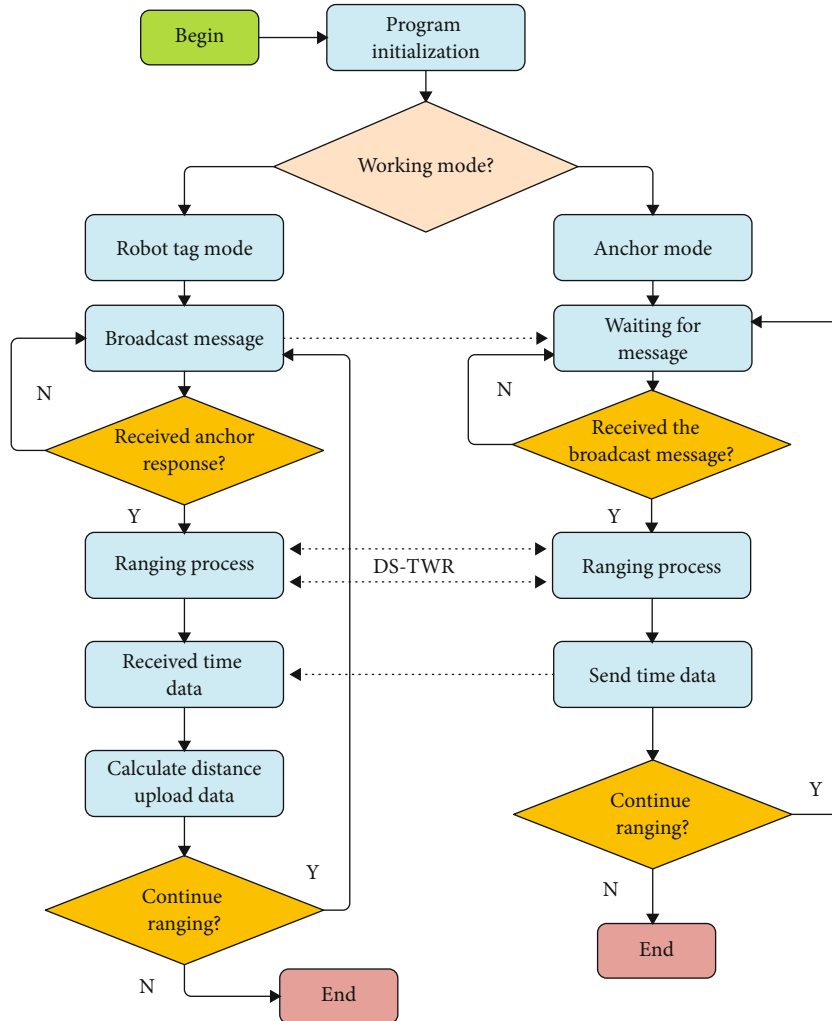 Begin
Program
initialization
Working mode?
Robot tag mode
Anchor mode
Broadcast message
Waiting for
message
N
N
Received anchor
response?
Received the
broadcast message?
Y
Y
Ranging process
DS-TWR
Ranging process
Received time
data
Send time data
Calculate distance
upload data
Continue
ranging?
Y
Y
Continue
ranging?
N
N
End
End